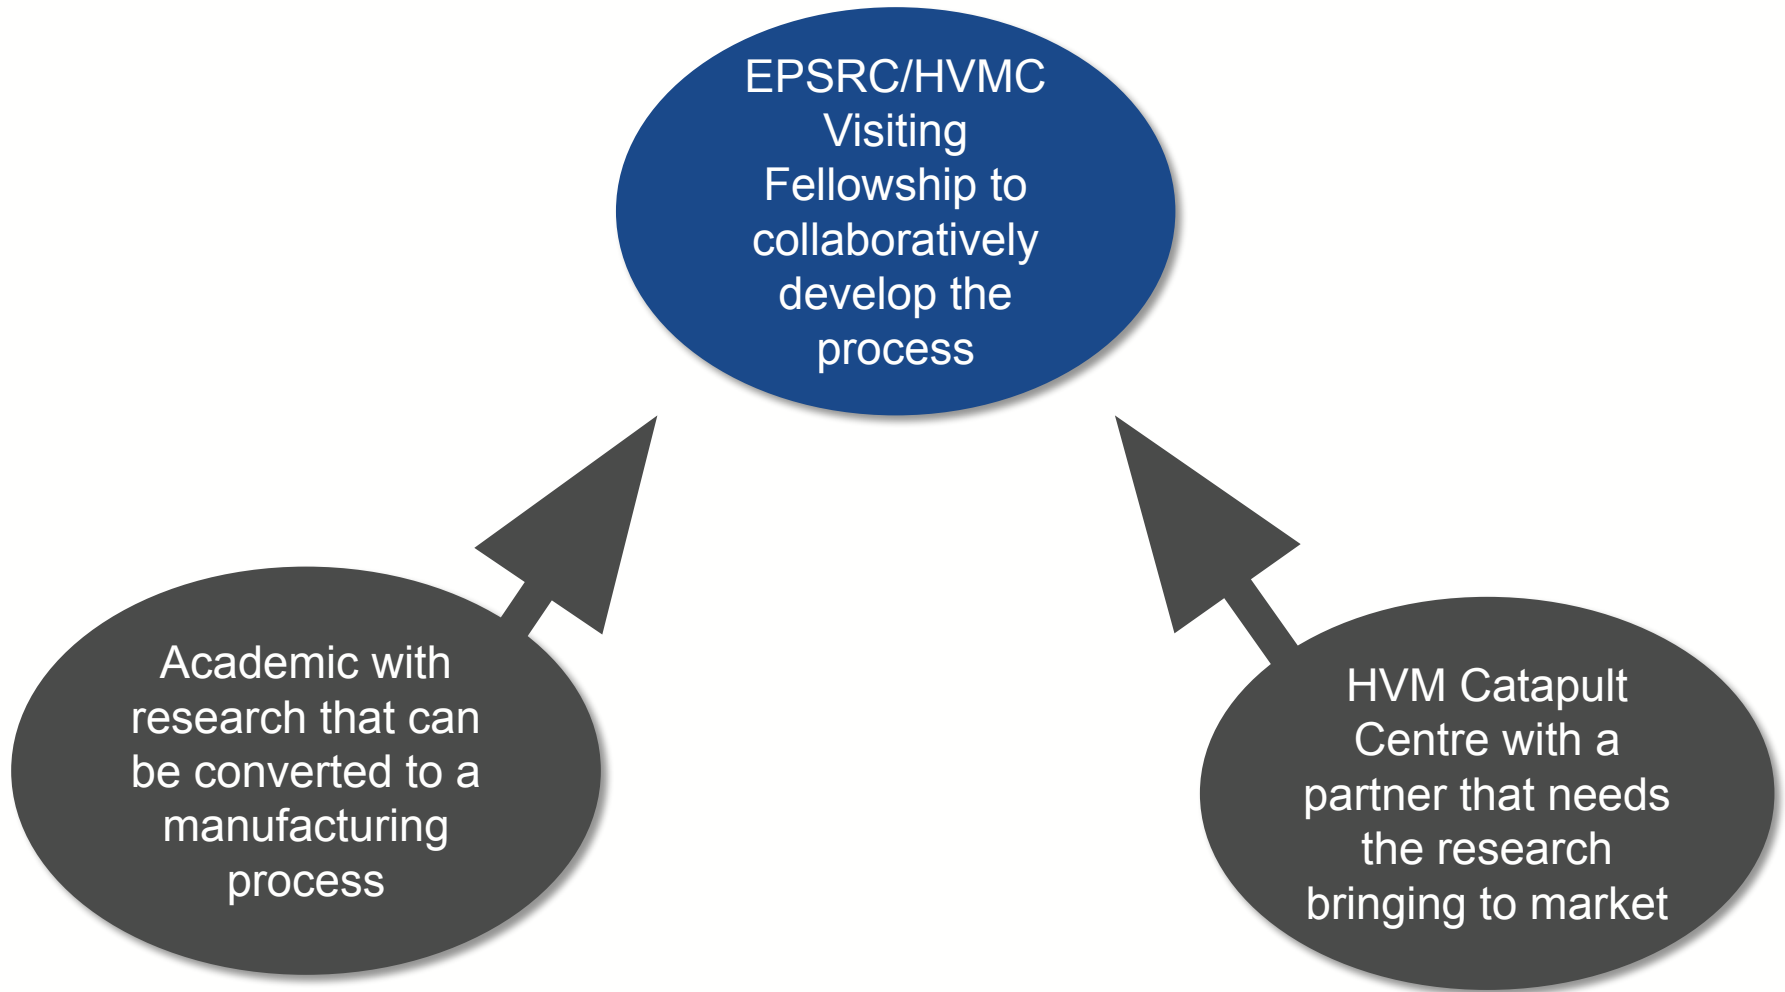 EPSRC/HVMC
Visiting
Fellowship to
collaboratively
develop the
process
Academic with
research that can
be converted to a
manufacturing
process
HVM Catapult
Centre with a
partner that needs
the research
bringing to market